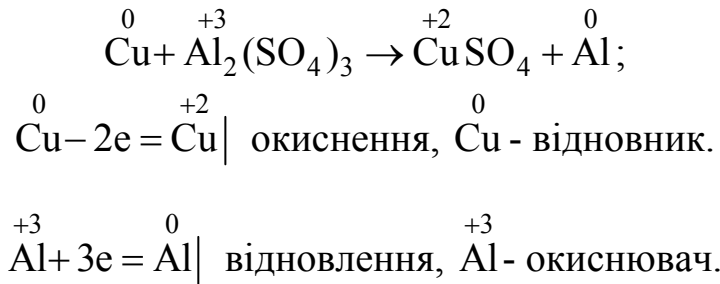 0 +3 +2 0
Cu + Al₂(SO₄)₃ → CuSO₄ + Al;
0 +2 0
Cu − 2e = Cu| окиснення, Cu - відновник.
+3 0 +3
Al + 3e = Al| відновлення, Al - окиснювач.